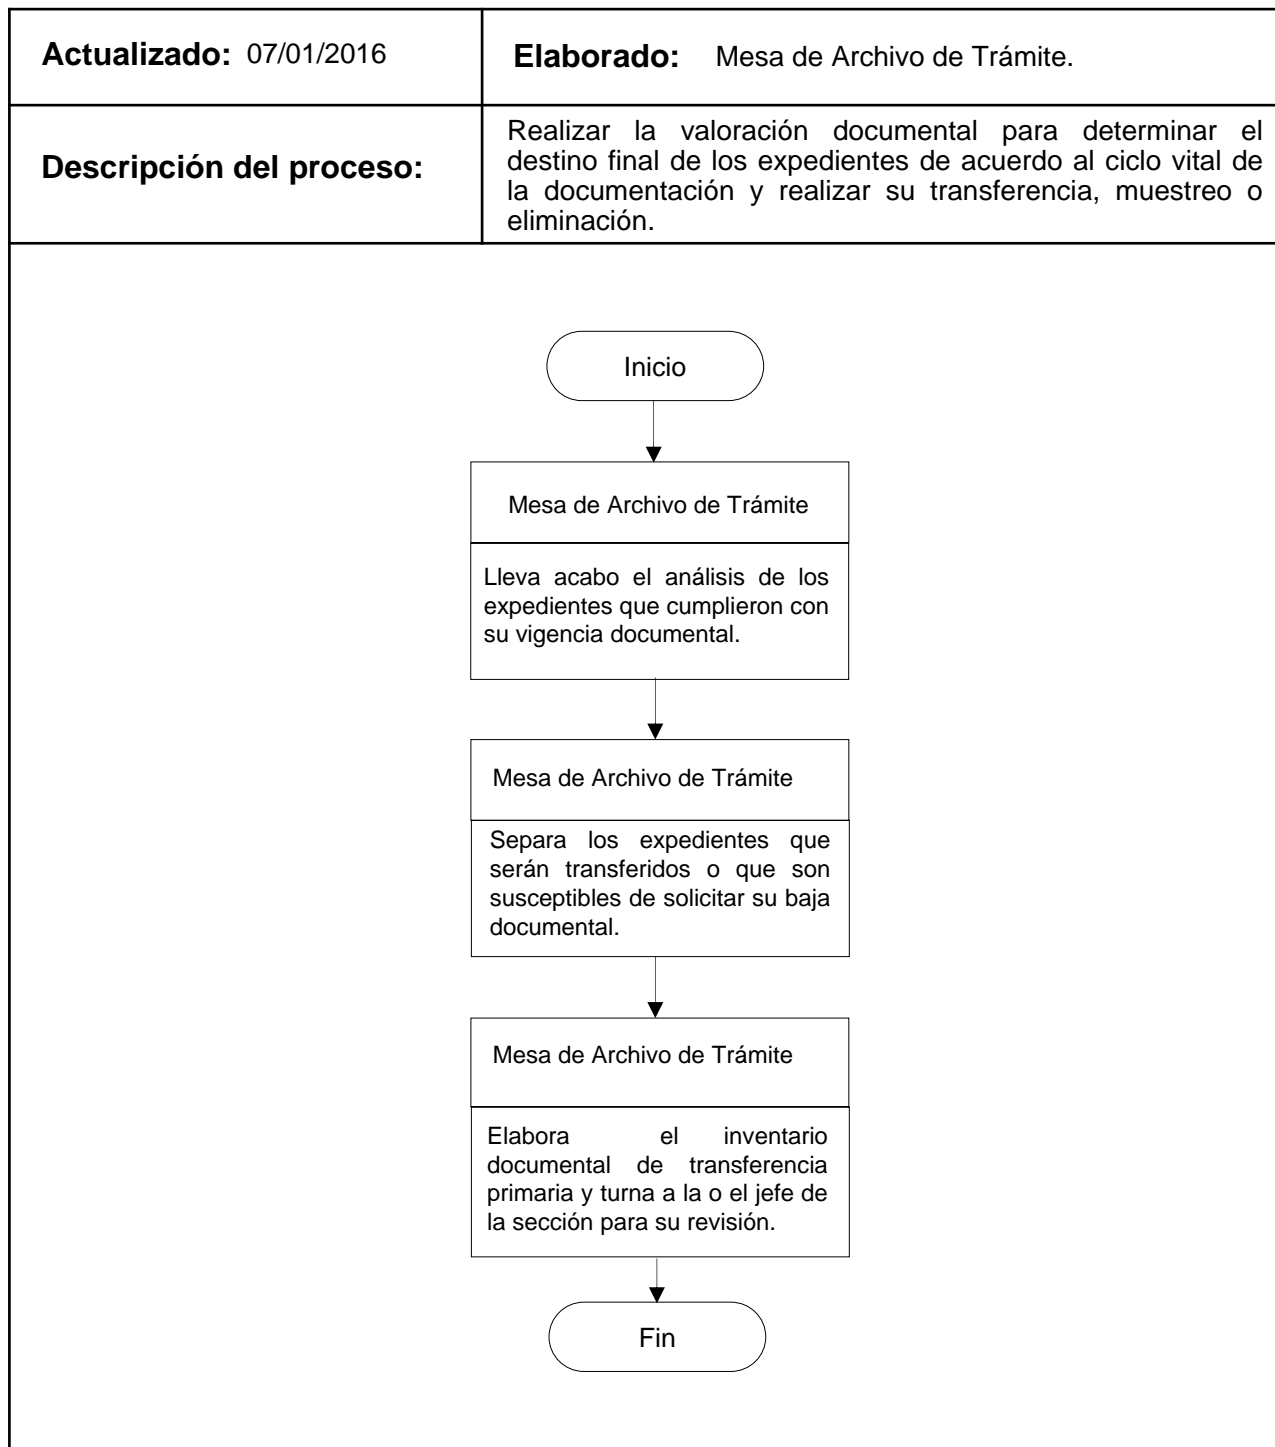 Actualizado: 07/01/2016
Elaborado: Mesa de Archivo de Trámite.
Descripción del proceso:
Realizar la valoración documental para determinar el
destino final de los expedientes de acuerdo al ciclo vital de
la documentación y realizar su transferencia, muestreo o
eliminación.
Inicio
Mesa de Archivo de Trámite
Lleva acabo el análisis de los
expedientes que cumplieron con
su vigencia documental.
Mesa de Archivo de Trámite
Separa los expedientes que
serán transferidos o que son
susceptibles de solicitar su baja
documental.
Mesa de Archivo de Trámite
Elabora el inventario
documental de transferencia
primaria y turna a la o el jefe de
la sección para su revisión.
Fin